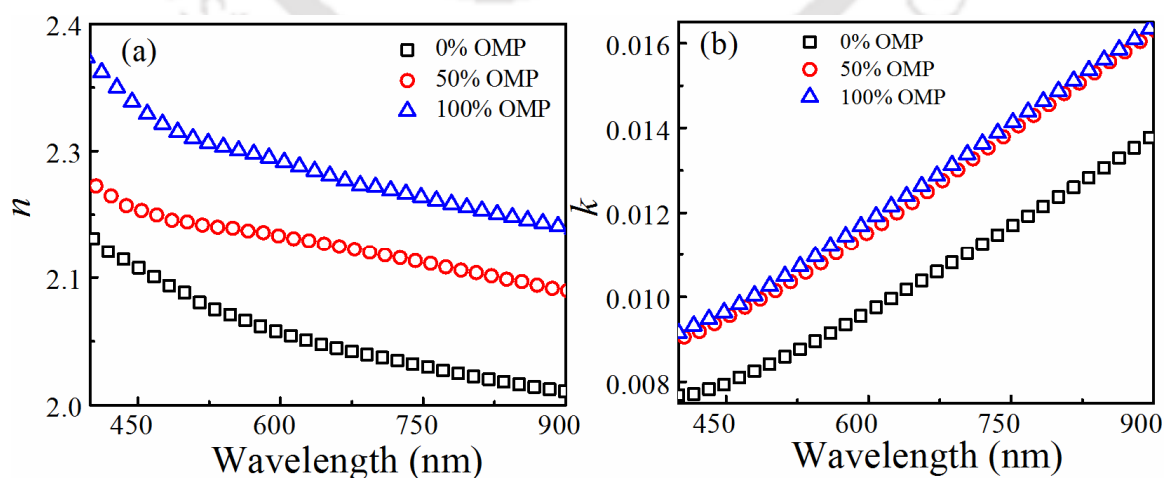 2.4
2.3
2.1
2.0
n
(a)
0% OMP
50% OMP
100% OMP
450
600
750
900
Wavelength (nm)
0.016
0.014
0.012
0.010
0.008
k
(b)
0% OMP
50% OMP
100% OMP
450
600
750
900
Wavelength (nm)